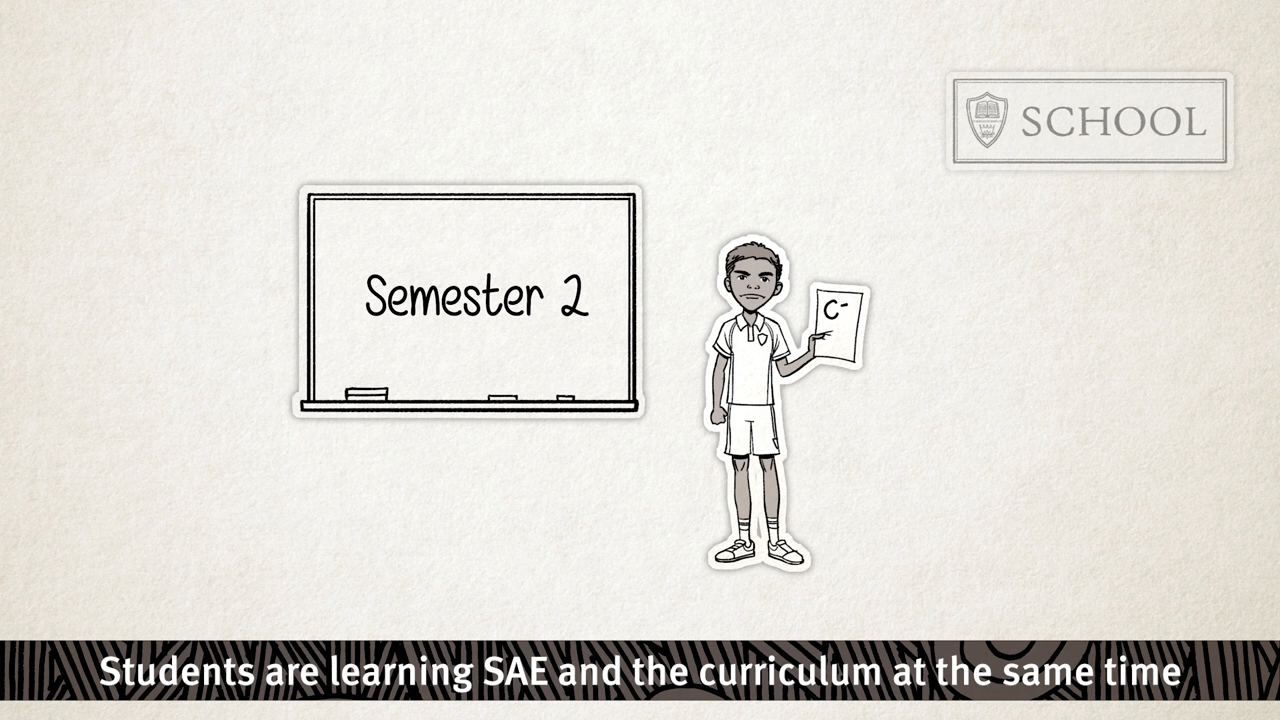 SCHOOL
Semester 2
C-
Students are learning SAE and the curriculum at the same time